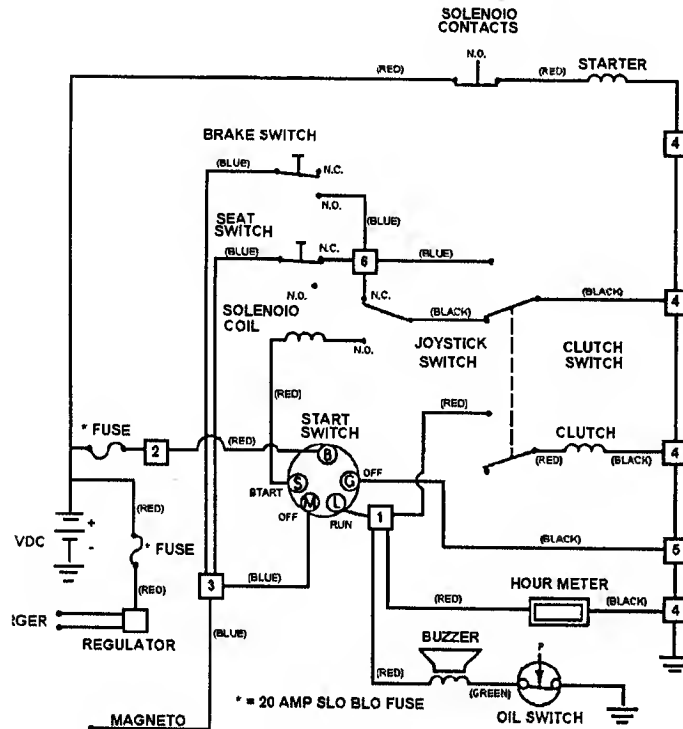 SOLENOIO
CONTACTS
N.O.
(RED)
(RED)
STARTER
4
BRAKE SWITCH
(BLUE)
N.C.
N.O.
(BLUE)
SEAT
SWITCH
(BLUE)
N.C.
6
(BLUE)
N.O.
N.C.
SOLENOIO
COIL
N.O.
(BLACK)
(BLACK)
4
JOYSTICK
SWITCH
CLUTCH
SWITCH
(RED)
(RED)
START
SWITCH
* FUSE
2
(RED)
B
CLUTCH
(RED)
(BLACK)
4
S
G
OFF
START
M
L
OFF
RUN
1
(RED)
VDC
+
-
* FUSE
(BLACK)
5
3
(BLUE)
HOUR METER
(RED)
(BLACK)
4
(RED)
RGER
REGULATOR
(BLUE)
BUZZER
P
(RED)
(GREEN)
* = 20 AMP SLO BLO FUSE
OIL SWITCH
MAGNETO